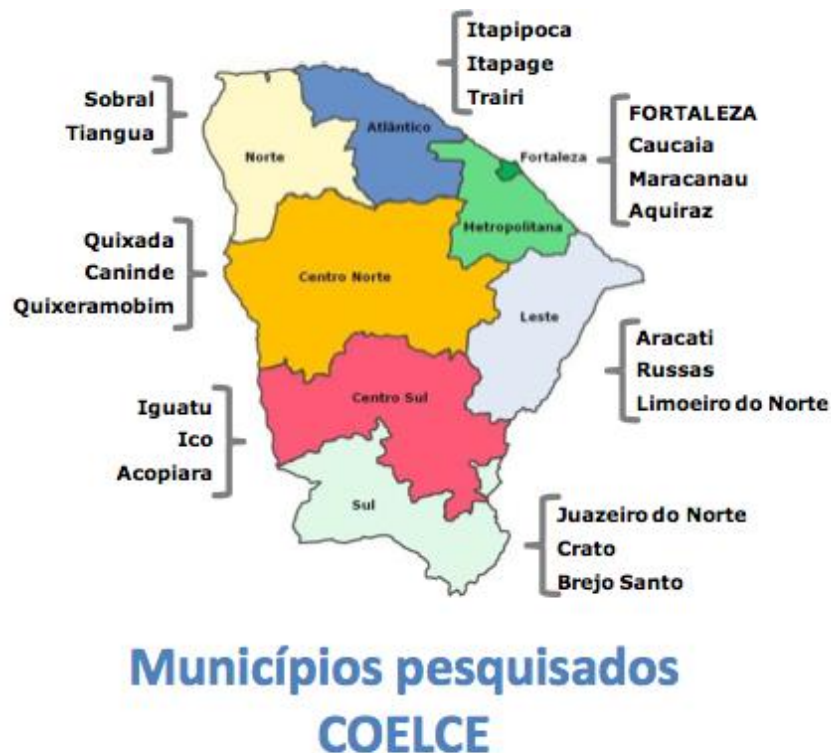 Itapipoca
Itapage
Trairi
Sobral
Tiangua
FORTALEZA
Caucaia
Maracanau
Aquiraz
Atlântico
Norte
Fortaleza
Metropolitana
Quixada
Caninde
Quixeramobim
Centro Norte
Leste
Aracati
Russas
Limoeiro do Norte
Centro Sul
Iguatu
Ico
Acopiara
Sul
Juazeiro do Norte
Crato
Brejo Santo
Municípios pesquisados
COELCE